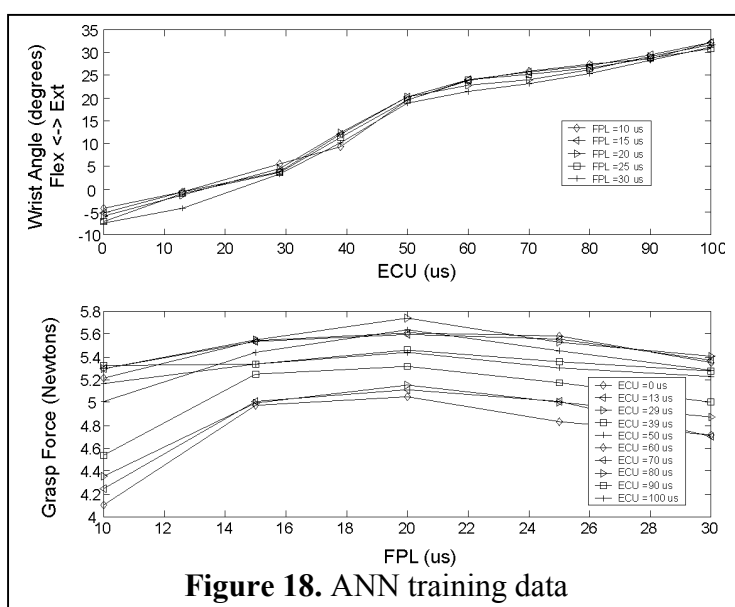 35
30
25
20
15
10
5
0
-5
-10
Wrist Angle (degrees)
Flex <-> Ext
FPL =10 us
FPL =15 us
FPL =20 us
FPL =25 us
FPL =30 us
0 10 20 30 40 50 60 70 80 90 100
ECU (us)
5.8
5.6
5.4
5.2
5
4.8
4.6
4.4
4.2
4
Grasp Force (Newtons)
ECU =0 us
ECU =13 us
ECU =29 us
ECU =39 us
ECU =50 us
ECU =60 us
ECU =70 us
ECU =80 us
ECU =90 us
ECU =100 us
10 12 14 16 18 20 22 24 26 28 30
FPL (us)
Figure 18. ANN training data